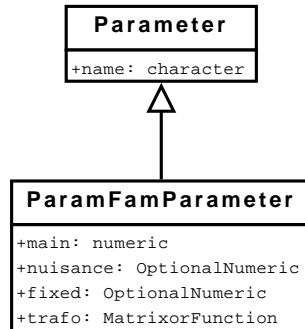 Parameter
+name: character
ParamFamParameter
+main: numeric
+nuisance: OptionalNumeric
+fixed: OptionalNumeric
+trafo: MatrixorFunction